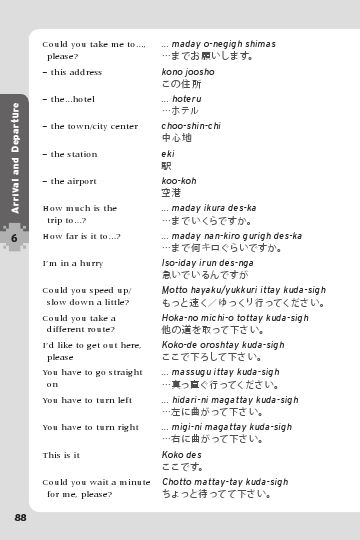 Could you take me to...,
please?
... maday o-negigh shimas
…までお願いします。
– this address
kono joosho
この住所
– the...hotel
... hoteru
…ホテル
– the town/city center
choo-shin-chi
中心地
– the station
eki
駅
– the airport
koo-koh
空港
How much is the
trip to...?
... maday ikura des-ka
…までいくらですか。
How far is it to...?
... maday nan-kiro gurigh des-ka
…まで何キロぐらいですか。
I'm in a hurry
Iso-iday irun des-nga
急いでいるんですが
Could you speed up/
slow down a little?
Motto hayaku/yukkuri ittay kuda-sigh
もっと速く／ゆっくり行ってください。
Could you take a
different route?
Hoka-no michi-o tottay kuda-sigh
他の道を取って下さい。
I'd like to get out here,
please
Koko-de oroshtay kuda-sigh
ここで下ろして下さい。
You have to go straight
on
... massugu ittay kuda-sigh
…真っ直ぐ行ってください。
You have to turn left
... hidari-ni magattay kuda-sigh
…左に曲がって下さい。
You have to turn right
... migi-ni magattay kuda-sigh
…右に曲がって下さい。
This is it
Koko des
ここです。
Could you wait a minute
for me, please?
Chotto mattay-tay kuda-sigh
ちょっと待ってて下さい。
Arrival and Departure
6
88